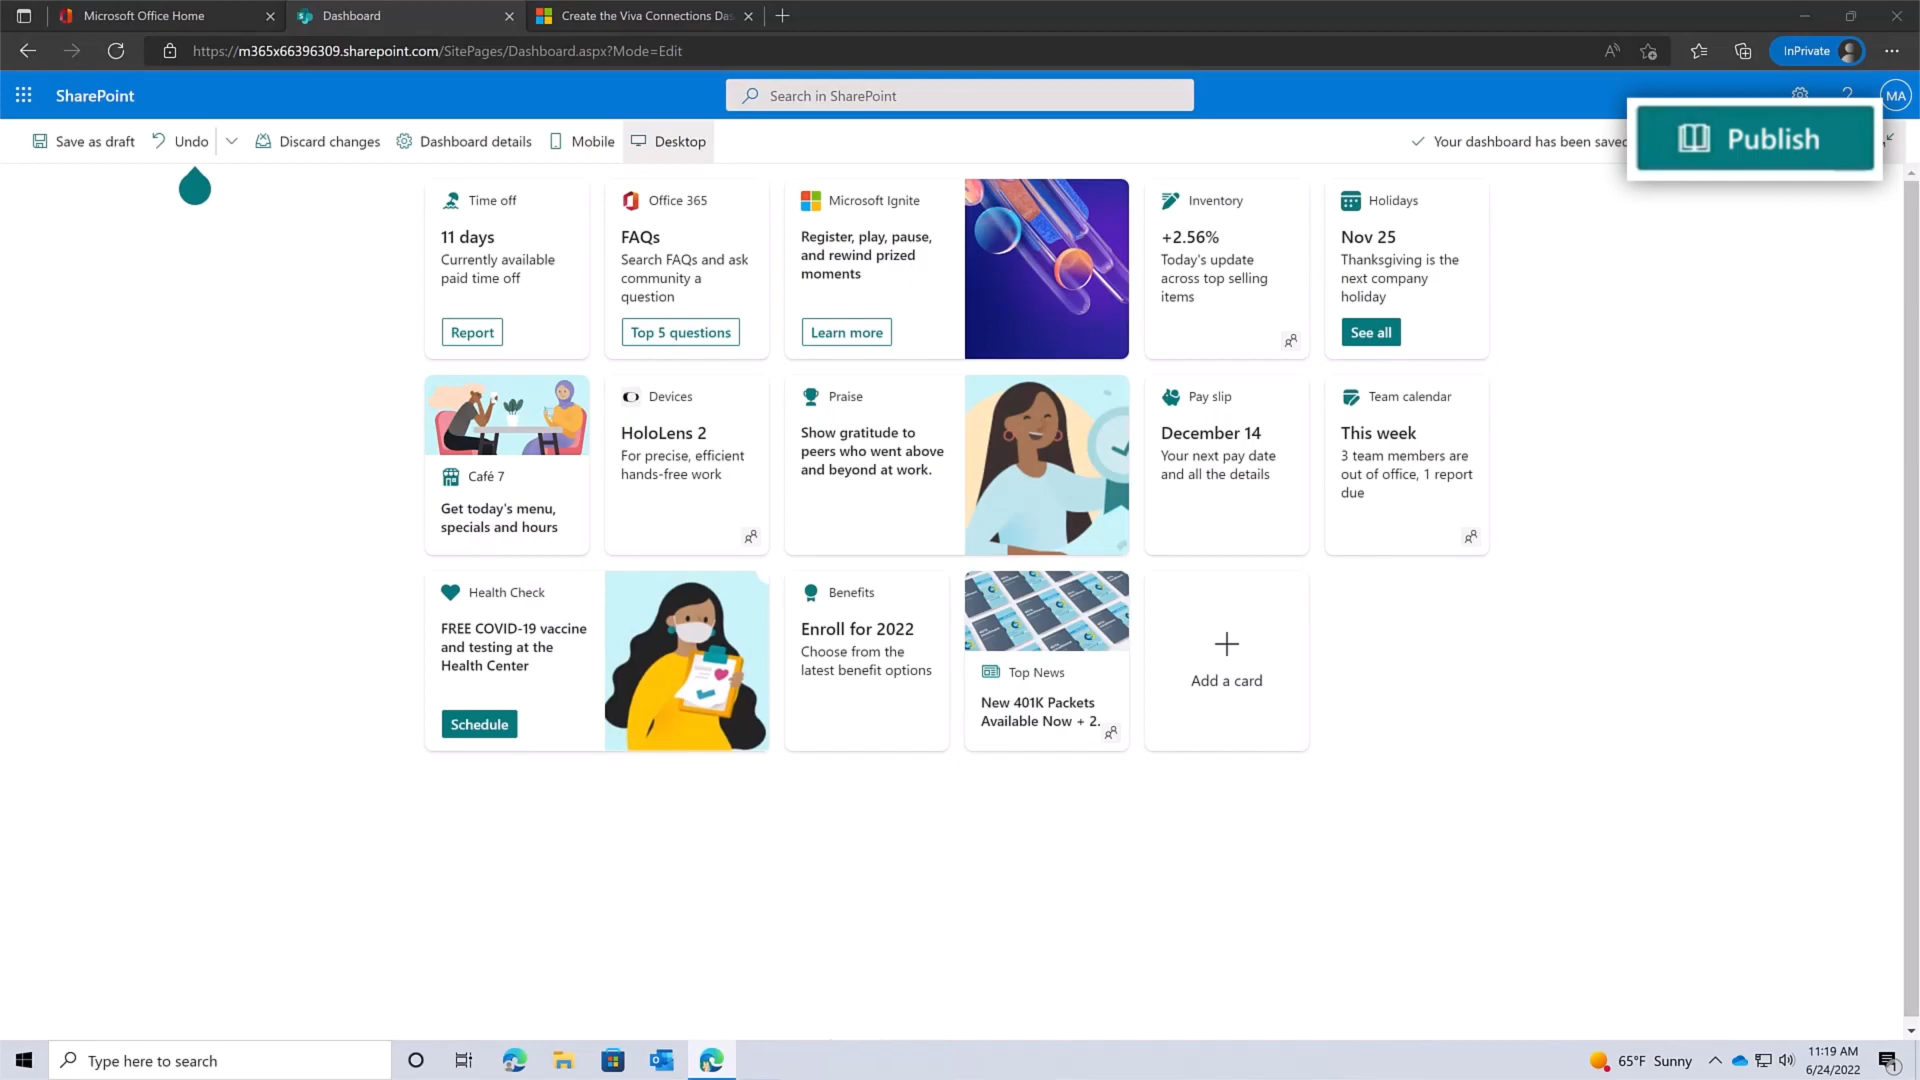 Microsoft Office Home
Dashboard
Create the Viva Connections Das
https://m365x66396309.sharepoint.com/SitePages/Dashboard.aspx?Mode=Edit
InPrivate
SharePoint
Search in SharePoint
MA
Save as draft
Undo
Discard changes
Dashboard details
Mobile
Desktop
Your dashboard has been saved
Publish
Time off
11 days
Currently available
paid time off
Report
Office 365
FAQs
Search FAQs and ask
community a
question
Top 5 questions
Microsoft Ignite
Register, play, pause,
and rewind prized
moments
Learn more
Inventory
+2.56%
Today's update
across top selling
items
Holidays
Nov 25
Thanksgiving is the
next company
holiday
See all
Café 7
Get today's menu,
specials and hours
Devices
HoloLens 2
For precise, efficient
hands-free work
Praise
Show gratitude to
peers who went above
and beyond at work.
Pay slip
December 14
Your next pay date
and all the details
Team calendar
This week
3 team members are
out of office, 1 report
due
Health Check
FREE COVID-19 vaccine
and testing at the
Health Center
Schedule
Benefits
Enroll for 2022
Choose from the
latest benefit options
Top News
New 401K Packets
Available Now + 2.
Add a card
Type here to search
65°F Sunny
11:19 AM
6/24/2022
1